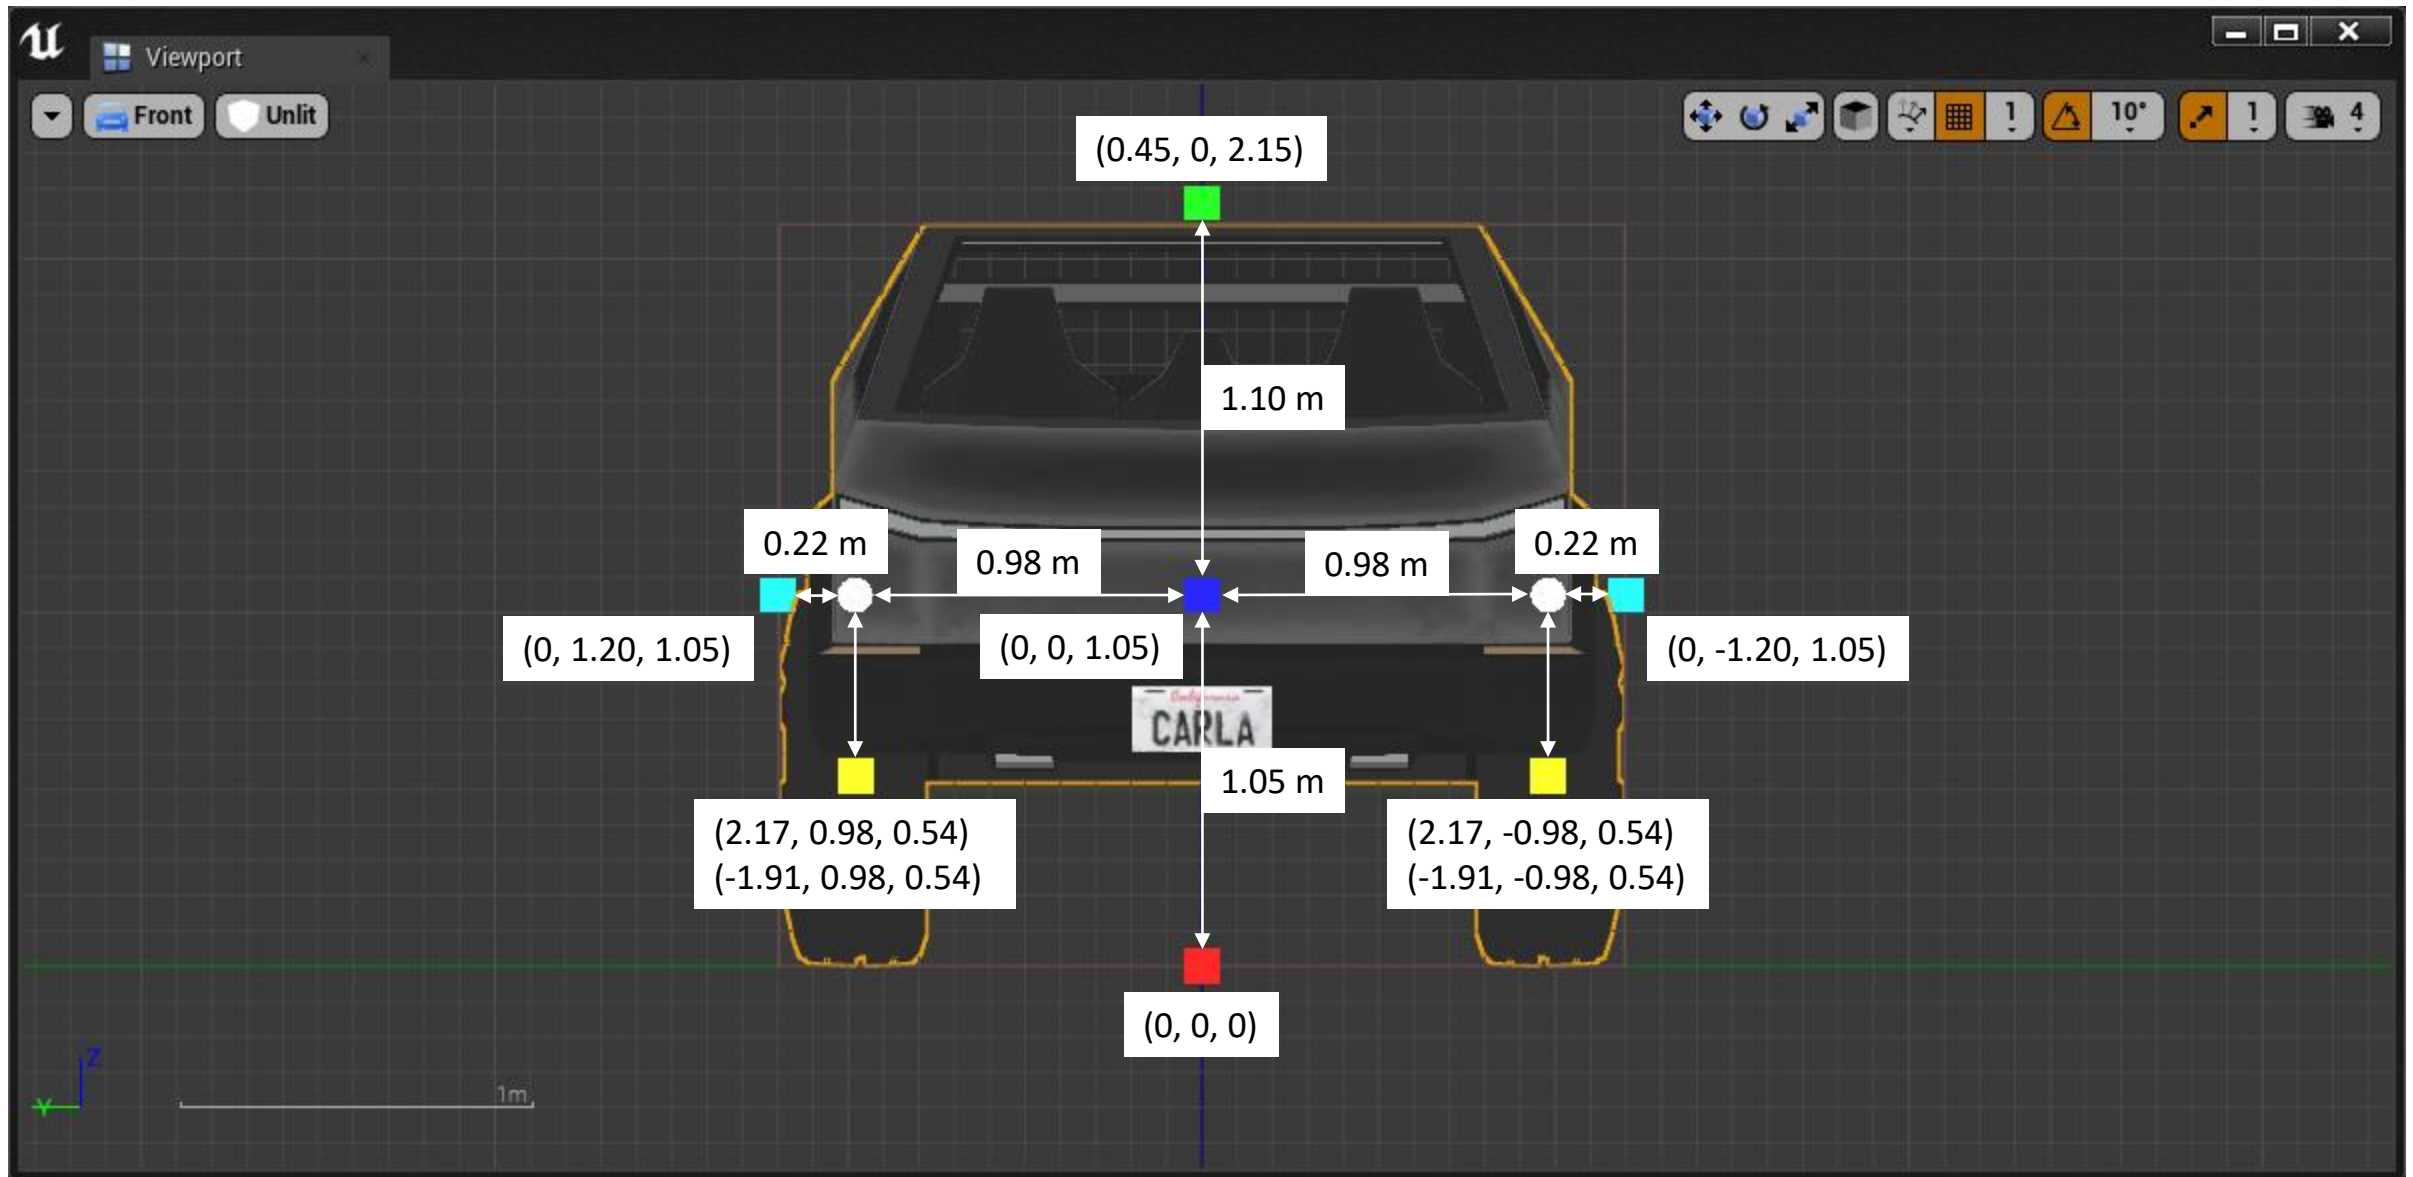 Viewport
Front
Unlit
1
10°
1
4
(0.45, 0, 2.15)
1.10 m
0.22 m
0.98 m
0.98 m
0.22 m
(0, 1.20, 1.05)
(0, 0, 1.05)
(0, -1.20, 1.05)
California
CARLA
1.05 m
(2.17, 0.98, 0.54)
(-1.91, 0.98, 0.54)
(2.17, -0.98, 0.54)
(-1.91, -0.98, 0.54)
(0, 0, 0)
Z
Y
1m